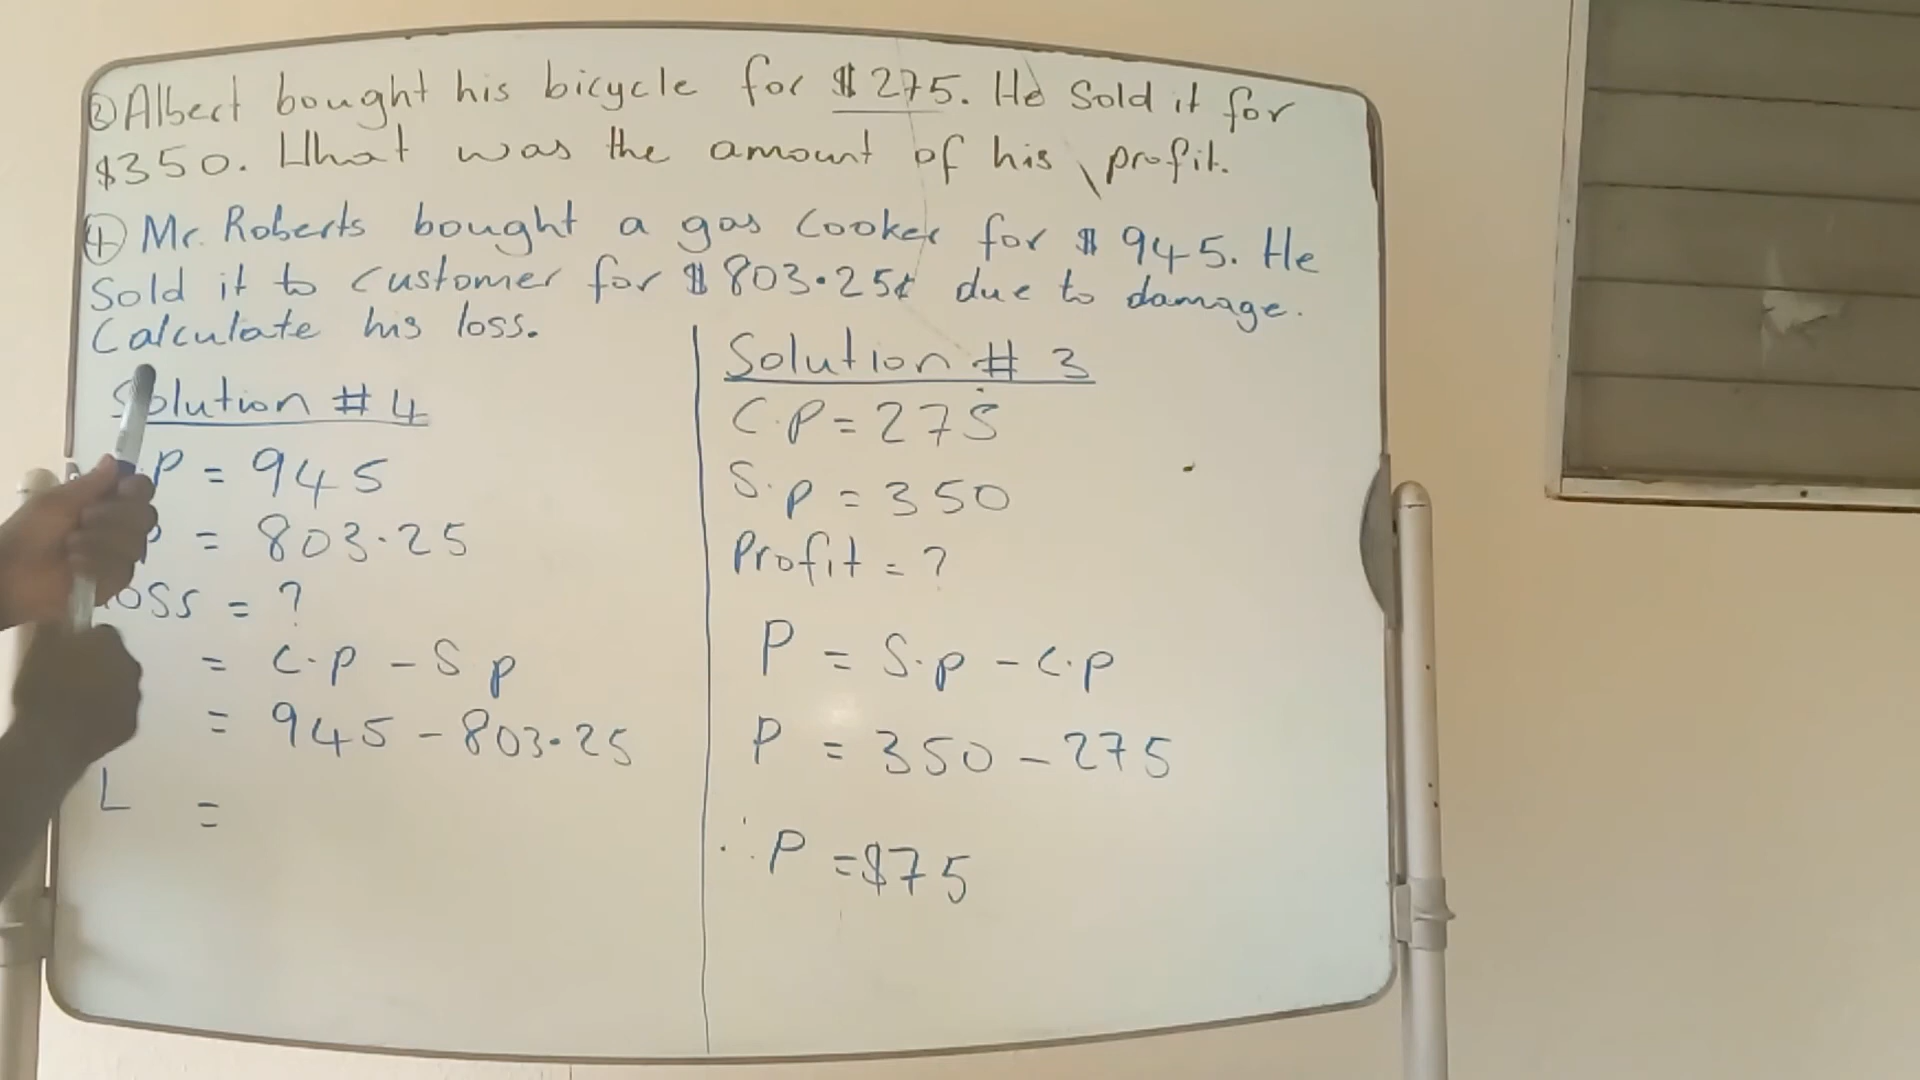 ③Albert bought his bicycle for $275. He Sold it for
$350. What was the amount of his profit.
④ Mr. Roberts bought a gas Cooker for $ 945. He
Sold it to customer for $803.25¢ due to damage.
Calculate his loss.
Solution # 4
P = 945
P = 803.25
oss = ?
= C.p - S p
= 945 - 803.25
L =
Solution # 3
C.P = 275
S.p = 350
Profit = ?
P = S.p - C.p
P = 350 - 275
∴ P = $75